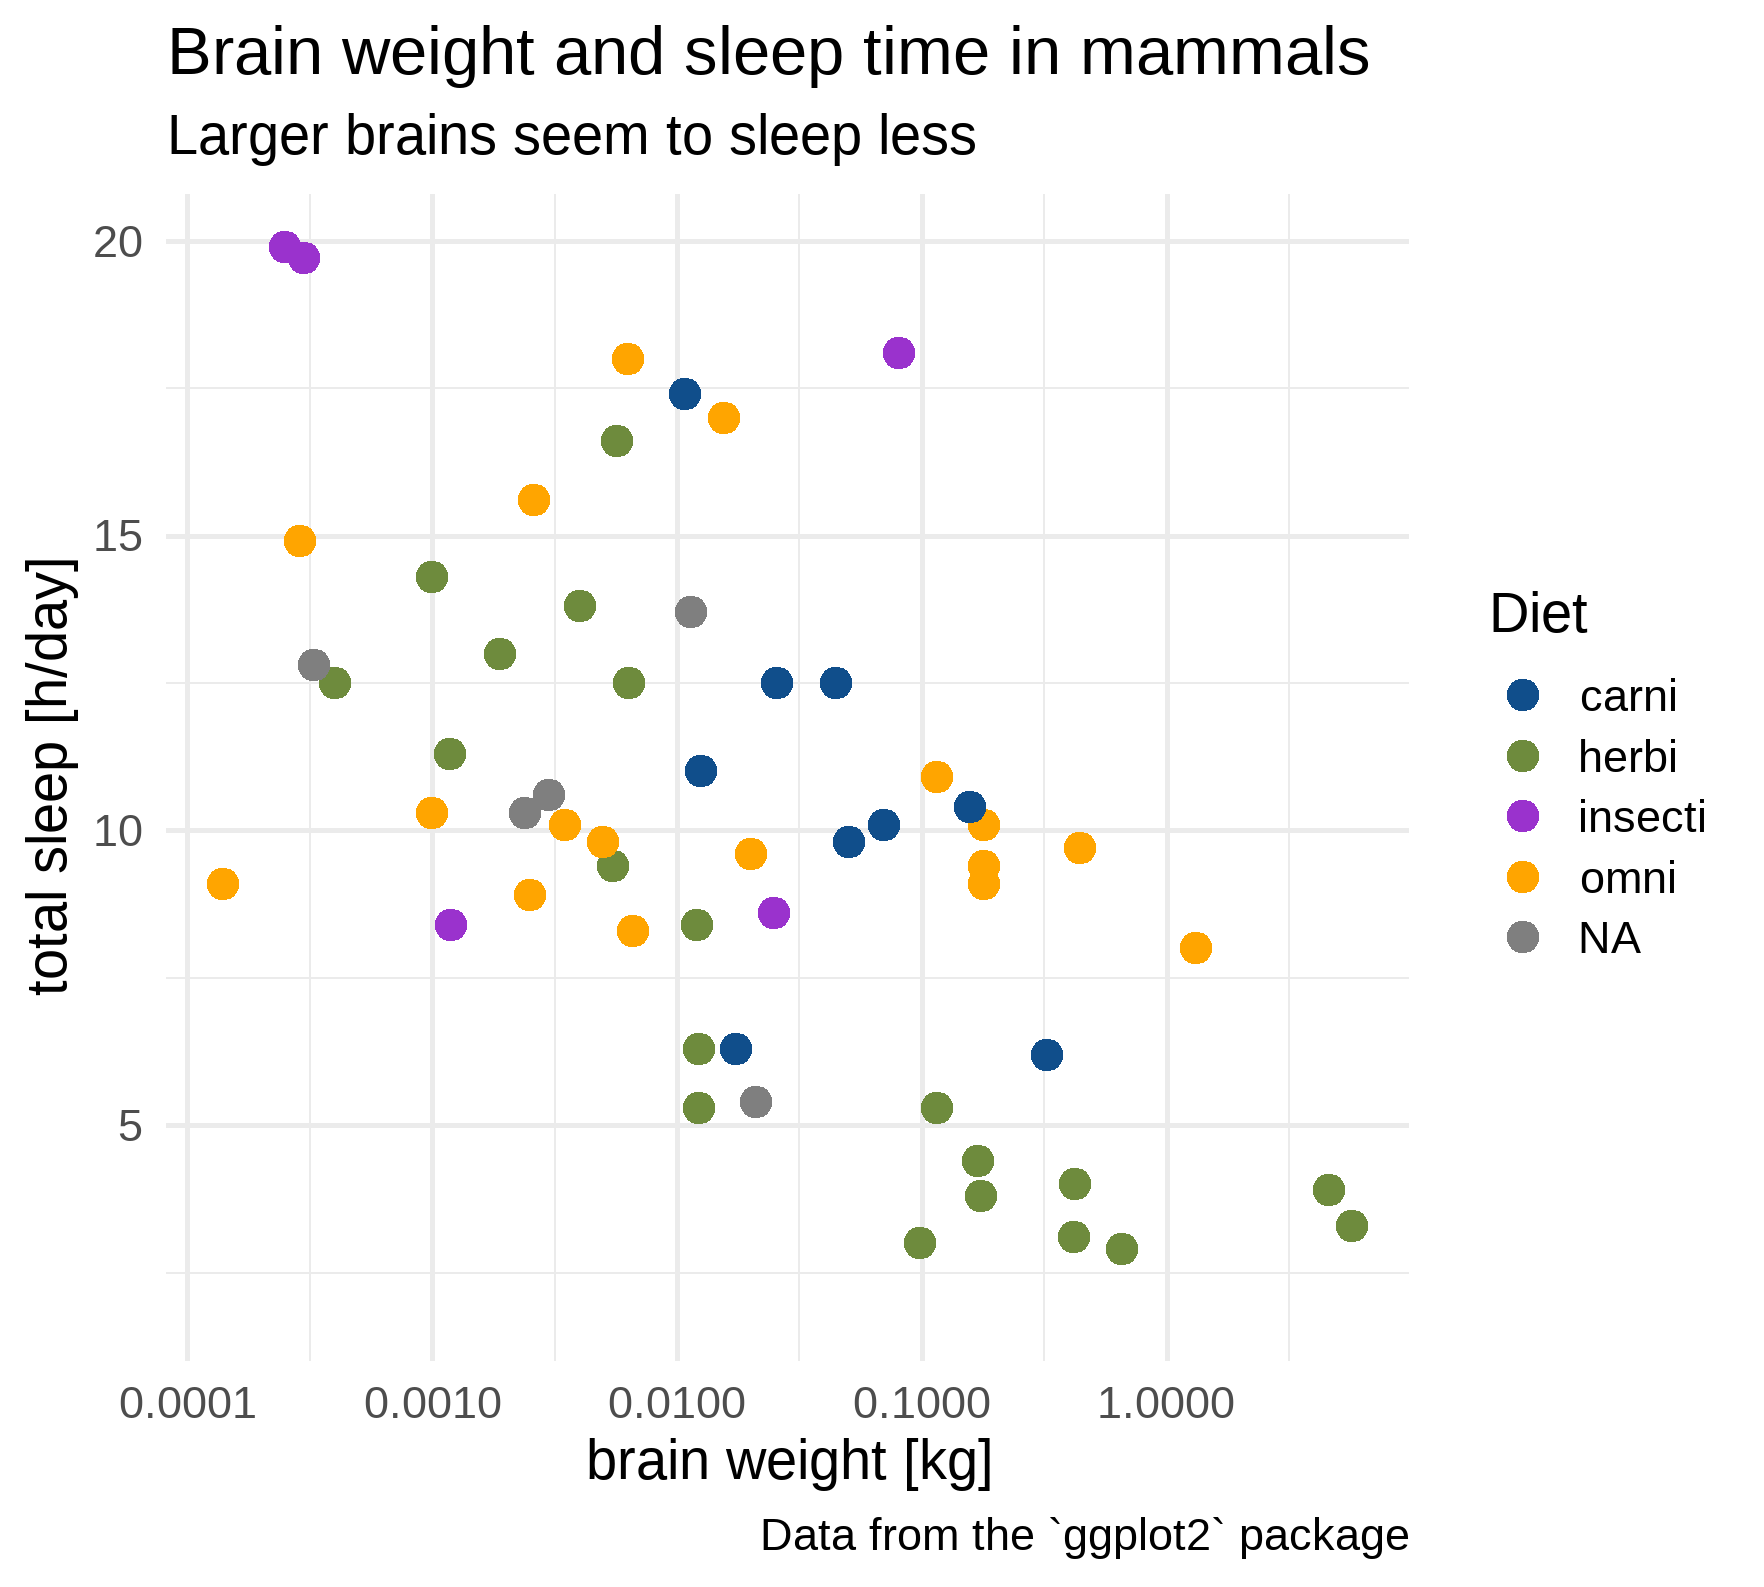 Brain weight and sleep time in mammals
Larger brains seem to sleep less
20
15
10
5
total sleep [h/day]
0.0001 0.0010 0.0100 0.1000 1.0000
brain weight [kg]
Diet
carni
herbi
insecti
omni
NA
Data from the `ggplot2` package